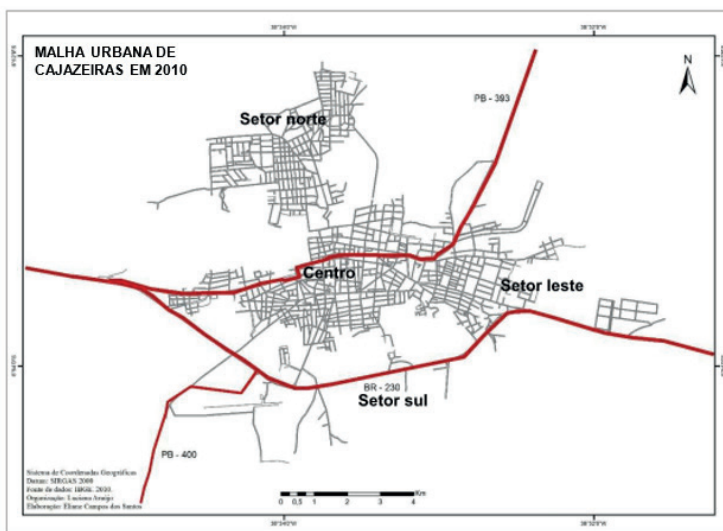 MALHA URBANA DE
CAJAZEIRAS EM 2010
N
PB - 393
Setor norte
Centro
Setor leste
BR - 230
Setor sul
PB - 400
Sistema de Coordenadas Geográficas
Datum: SIRGAS 2000
Fonte de dados: IBGE, 2010.
Organização: Luciana Araújo
Elaboração: Eliane Campos dos Santos
Km
0 0,5 1 2 3 4